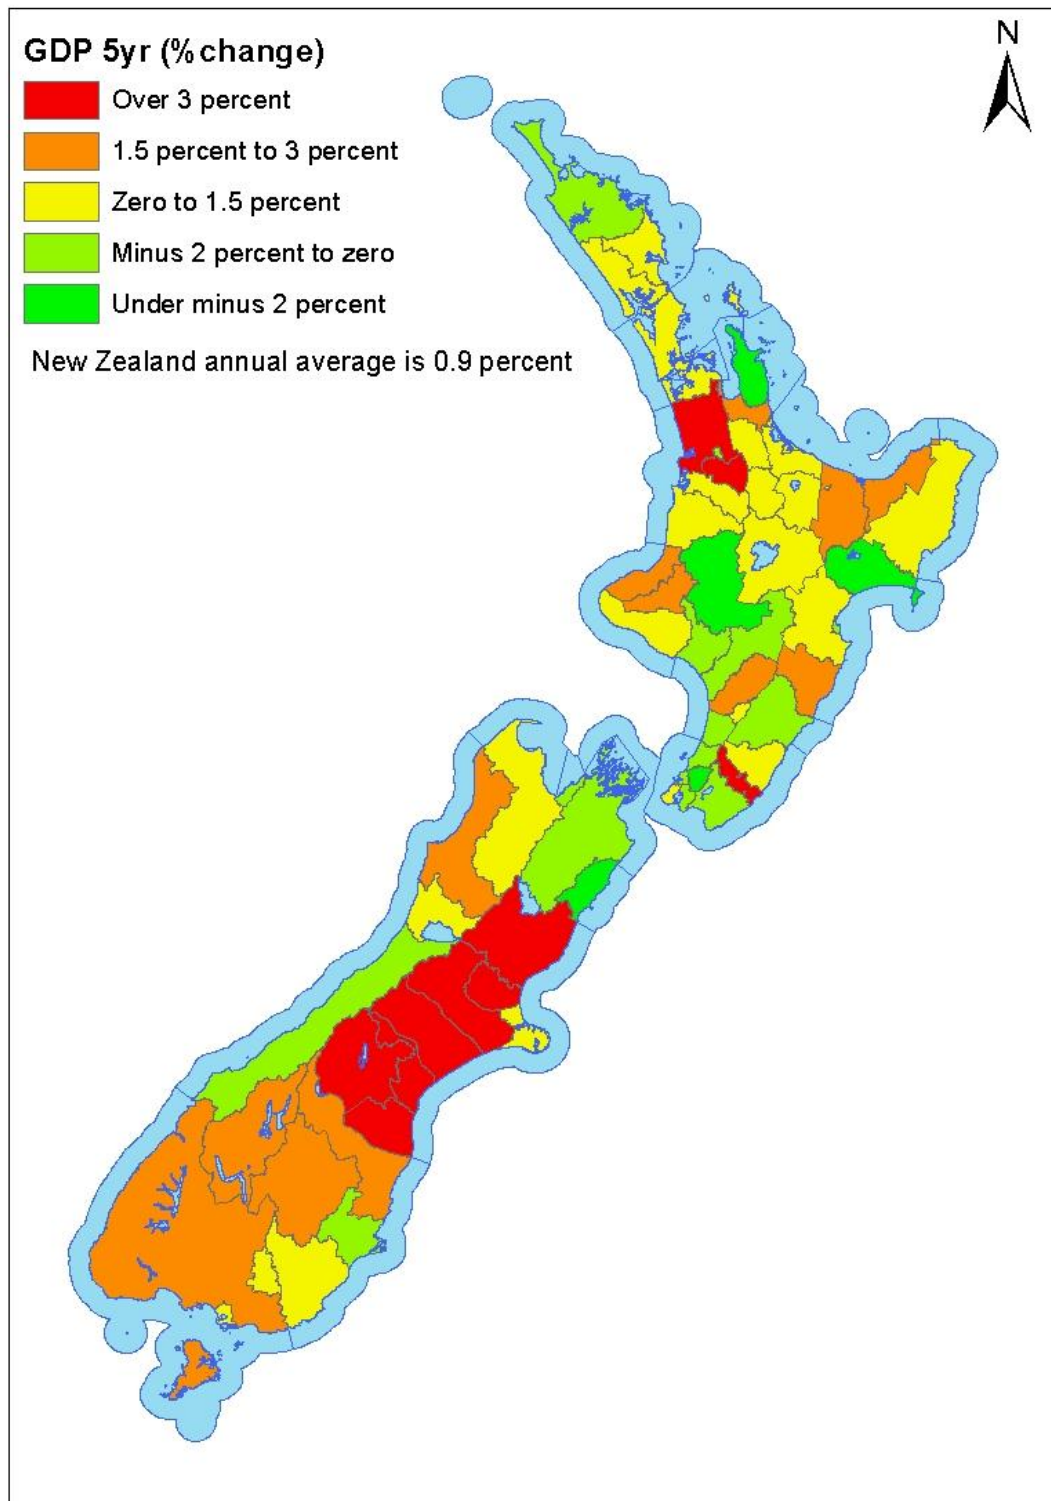 N
GDP 5yr (% change)
Over 3 percent
1.5 percent to 3 percent
Zero to 1.5 percent
Minus 2 percent to zero
Under minus 2 percent
New Zealand annual average is 0.9 percent